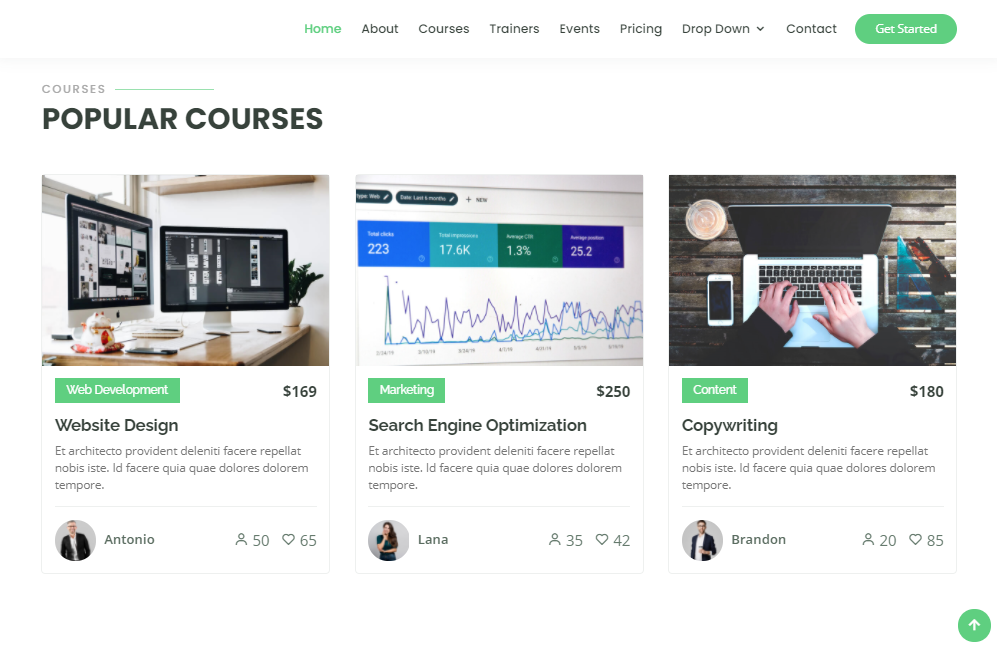 Home About Courses Trainers Events Pricing Drop Down Contact Get Started
COURSES
POPULAR COURSES
Type: Web Date: Last 6 months + NEW
Total clicks Total impressions Average CTR Average position
223 17.6K 1.3% 25.2
Web Development $169
Website Design
Et architecto provident deleniti facere repellat
nobis iste. Id facere quia quae dolores dolorem
tempore.
Antonio 50 65
Marketing $250
Search Engine Optimization
Et architecto provident deleniti facere repellat
nobis iste. Id facere quia quae dolores dolorem
tempore.
Lana 35 42
Content $180
Copywriting
Et architecto provident deleniti facere repellat
nobis iste. Id facere quia quae dolores dolorem
tempore.
Brandon 20 85